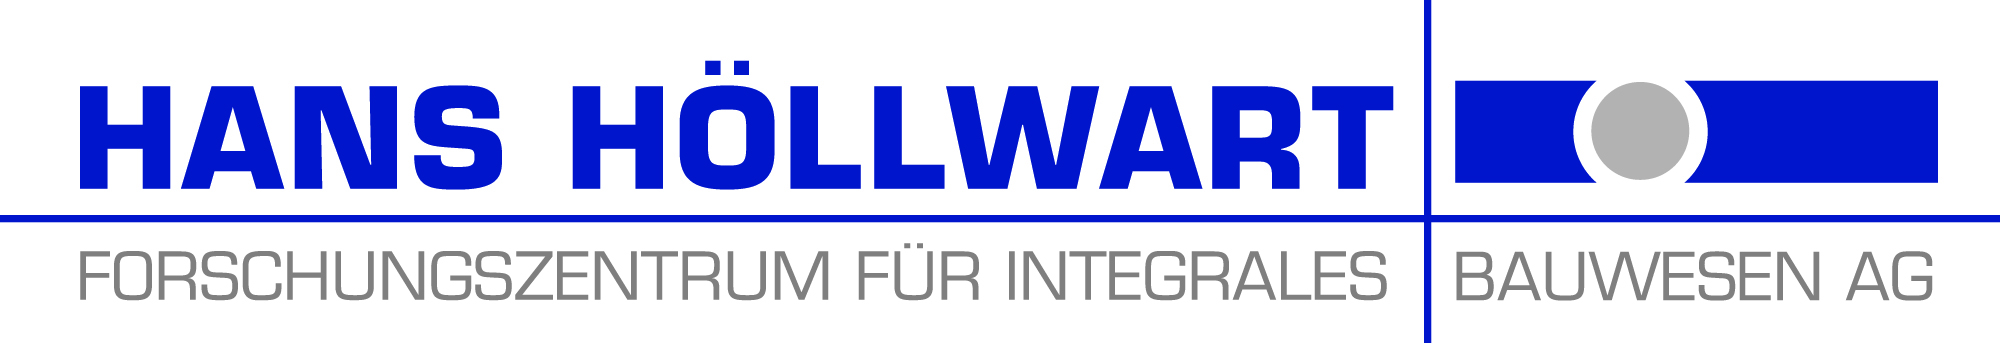 HANS HÖLLWART
FORSCHUNGSZENTRUM FÜR INTEGRALES BAUWESEN AG